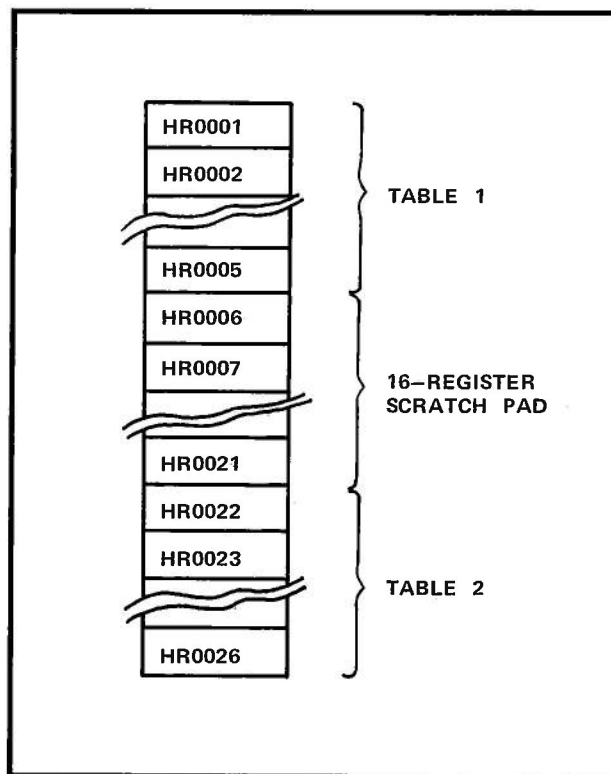 HR0001
HR0002
TABLE 1
HR0005
HR0006
HR0007
16–REGISTER
SCRATCH PAD
HR0021
HR0022
HR0023
TABLE 2
HR0026